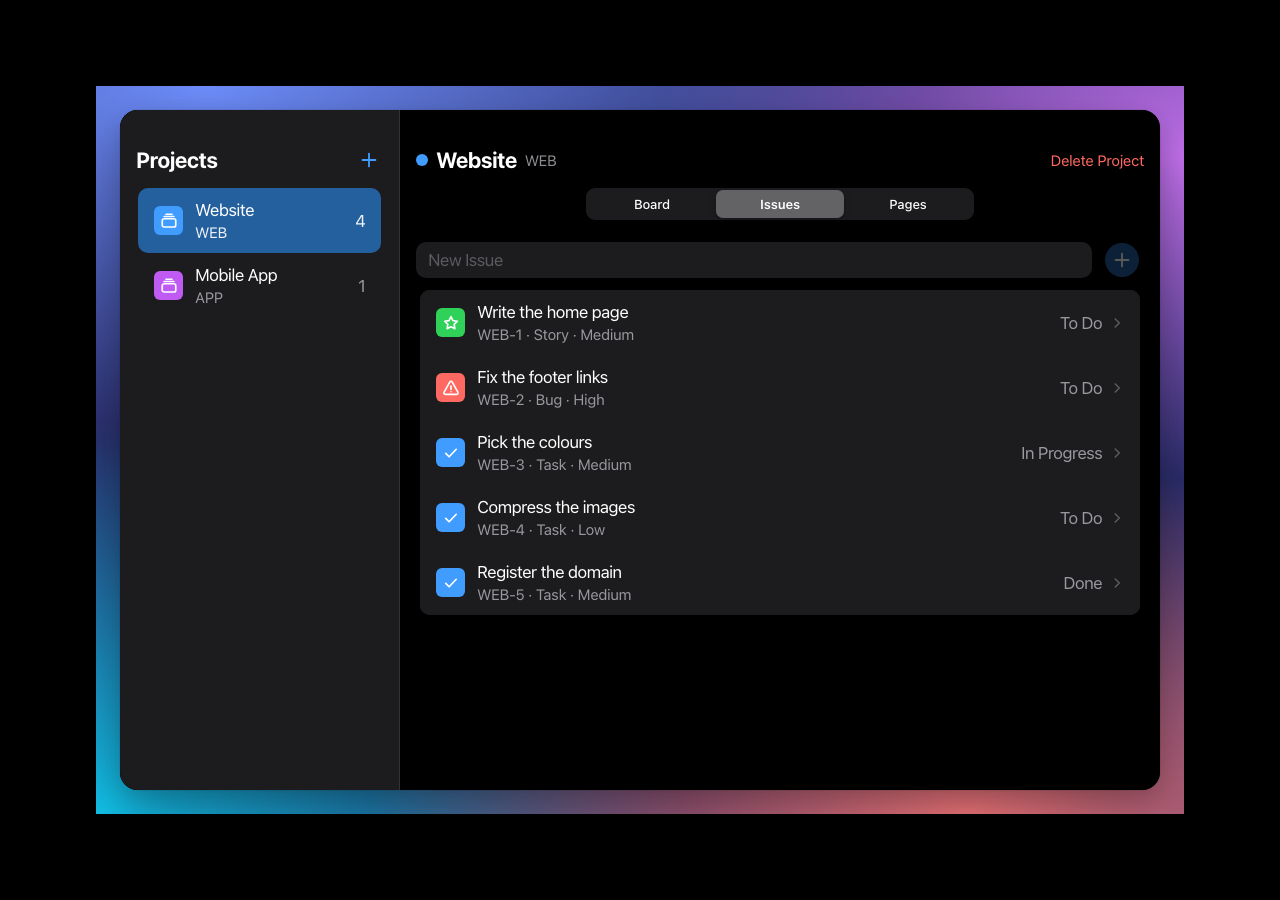 Projects
Website
WEB
4
Mobile App
APP
1
Website WEB
Delete Project
Board Issues Pages
New Issue
Write the home page
WEB-1 · Story · Medium
To Do
Fix the footer links
WEB-2 · Bug · High
To Do
Pick the colours
WEB-3 · Task · Medium
In Progress
Compress the images
WEB-4 · Task · Low
To Do
Register the domain
WEB-5 · Task · Medium
Done